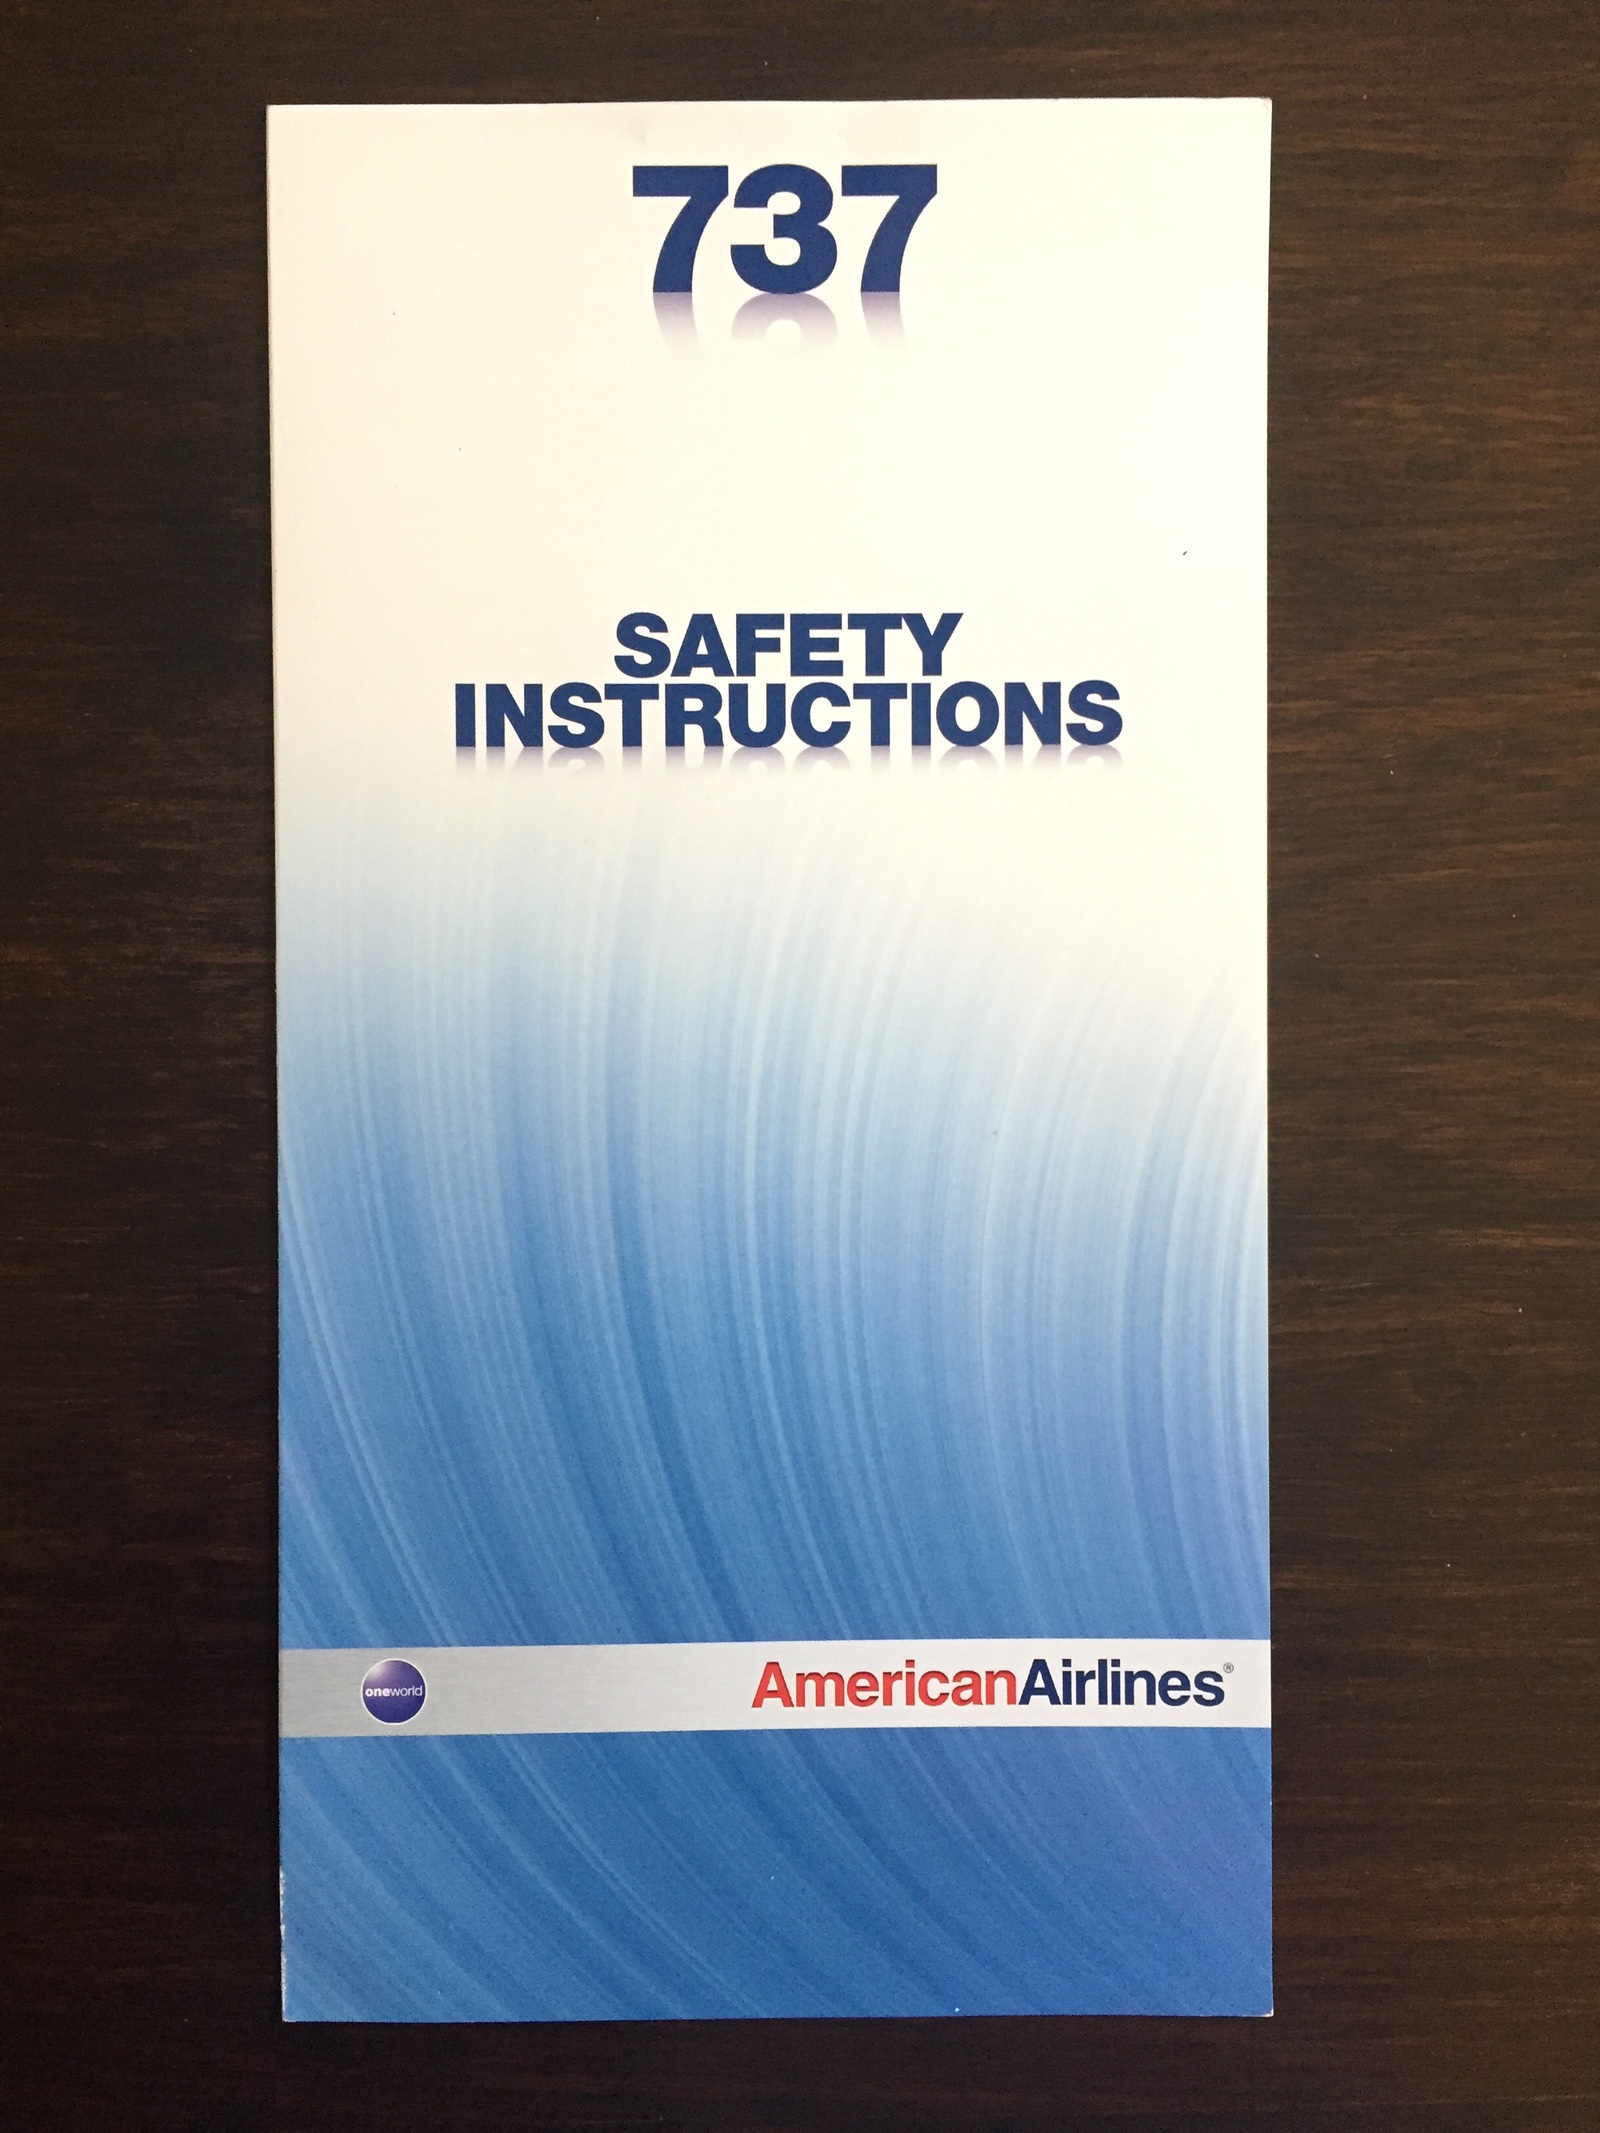 737
SAFETY
INSTRUCTIONS
oneworld
AmericanAirlines®